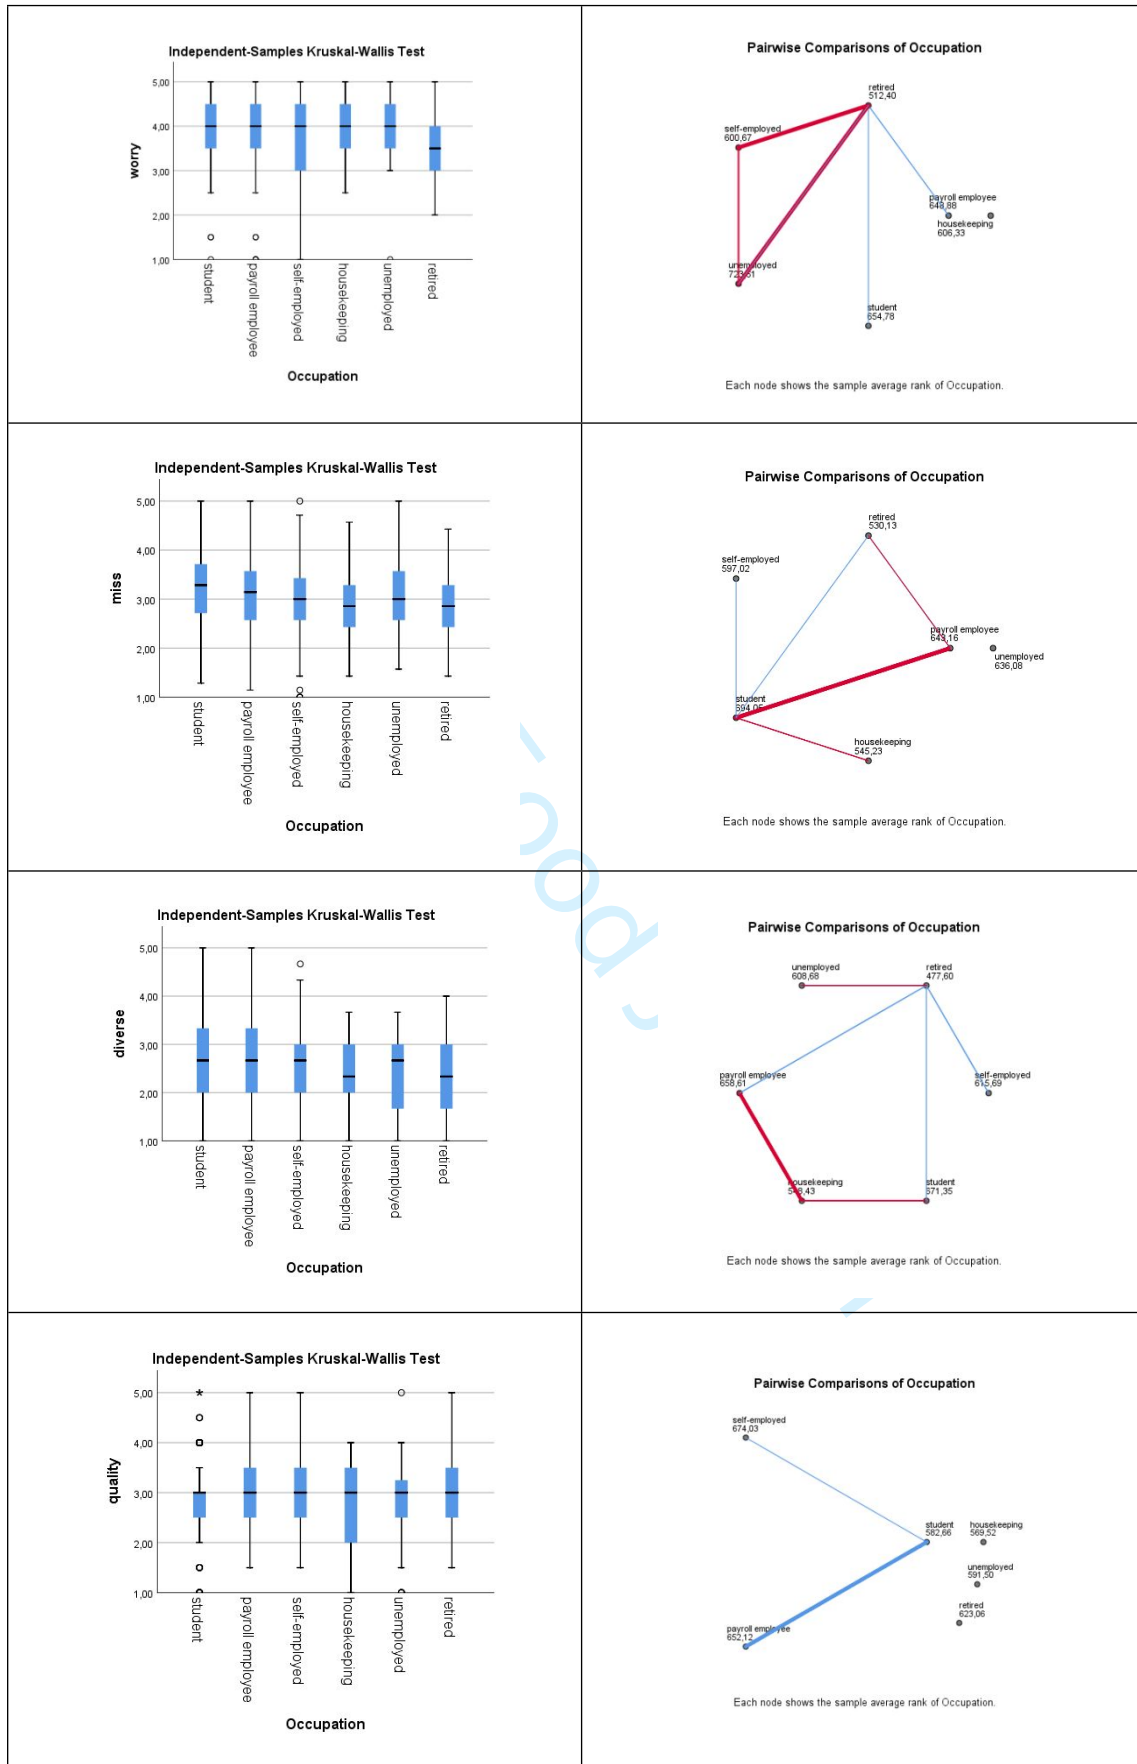 Independent-Samples Kruskal-Wallis Test
5,00
4,00
3,00
2,00
1,00
worry
student
payroll employee
self-employed
housekeeping
unemployed
retired
Occupation
Pairwise Comparisons of Occupation
retired
512,40
self-employed
600,67
payroll employee
housekeeping
606,33
unemployed
student
654,78
Each node shows the sample average rank of Occupation.
Independent-Samples Kruskal-Wallis Test
5,00
4,00
3,00
2,00
1,00
miss
student
payroll employee
self-employed
housekeeping
unemployed
retired
Occupation
Pairwise Comparisons of Occupation
retired
530,13
self-employed
597,02
payroll employee
643,16
unemployed
636,08
student
housekeeping
545,23
Each node shows the sample average rank of Occupation.
Independent-Samples Kruskal-Wallis Test
5,00
4,00
3,00
2,00
1,00
diverse
student
payroll employee
self-employed
housekeeping
unemployed
retired
Occupation
Pairwise Comparisons of Occupation
unemployed
608,68
retired
477,60
payroll employee
658,61
self-employed
615,69
housekeeping
student
671,35
Each node shows the sample average rank of Occupation.
Independent-Samples Kruskal-Wallis Test
5,00
4,00
3,00
2,00
1,00
quality
student
payroll employee
self-employed
housekeeping
unemployed
retired
Occupation
Pairwise Comparisons of Occupation
self-employed
674,03
student
582,66
housekeeping
569,52
unemployed
591,50
retired
623,06
payroll employee
652,12
Each node shows the sample average rank of Occupation.